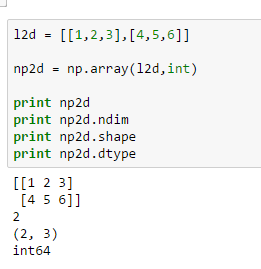 l2d = [[1,2,3],[4,5,6]]
np2d = np.array(l2d,int)
print np2d
print np2d.ndim
print np2d.shape
print np2d.dtype
[[1 2 3]
 [4 5 6]]
2
(2, 3)
int64